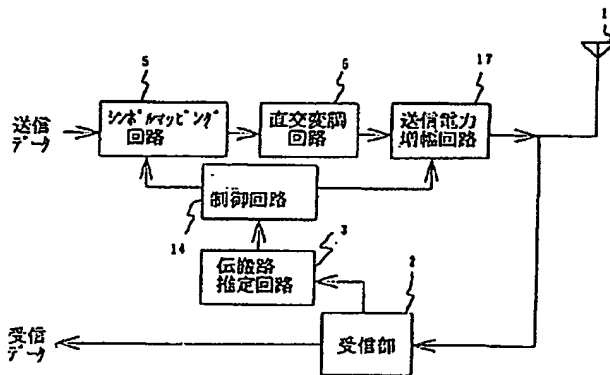 1
5
6
17
送信
データ
シンボルマッピング
回路
直交変調
回路
送信電力
増幅回路
制御回路
14
3
伝搬路
推定回路
2
受信
データ
受信部